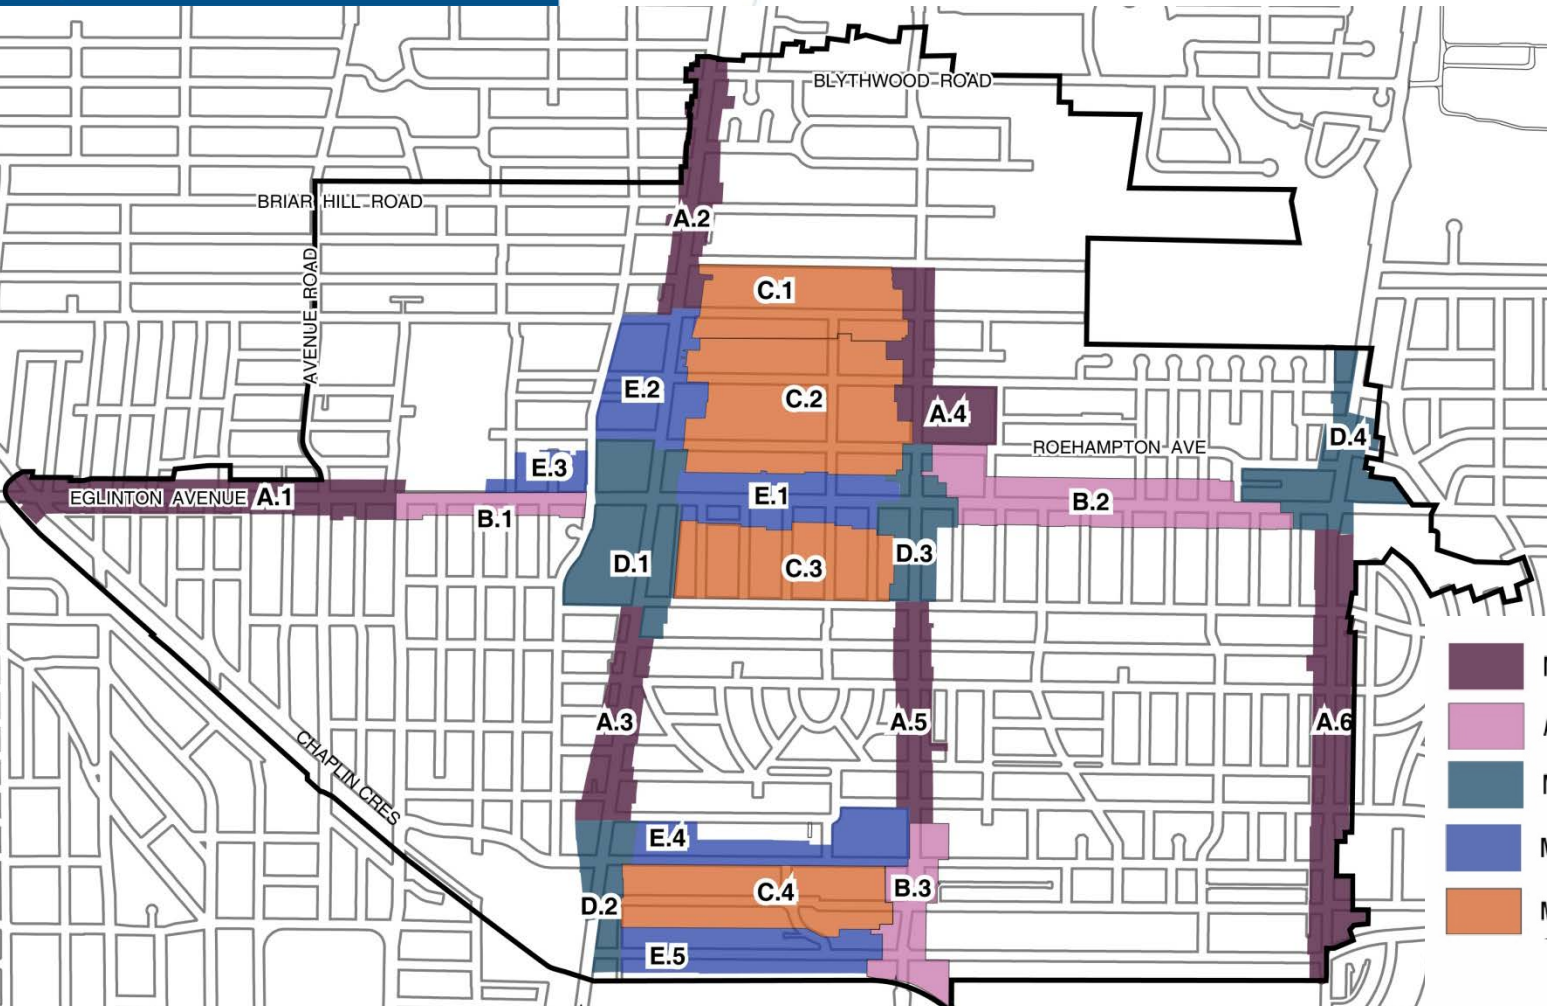 BLYTHWOOD ROAD
BRIAR HILL ROAD
A.2
AVENUE ROAD
C.1
E.2
C.2
A.4
ROEHAMPTON AVE
D.4
E.3
EGLINTON AVENUE
A.1
B.1
E.1
B.2
D.1
C.3
D.3
A.3
A.5
A.6
CHAPLIN CRES
E.4
C.4
B.3
D.2
E.5